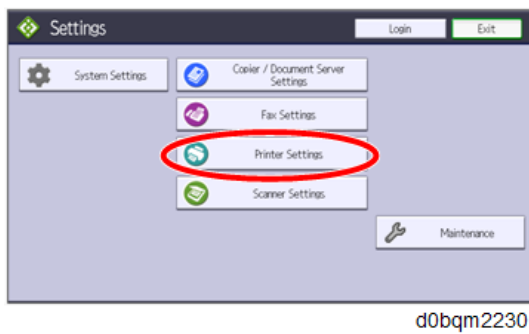 Settings
Login
Exit
System Settings
Copier / Document Server
Settings
Fax Settings
Printer Settings
Scanner Settings
Maintenance
d0bqm2230